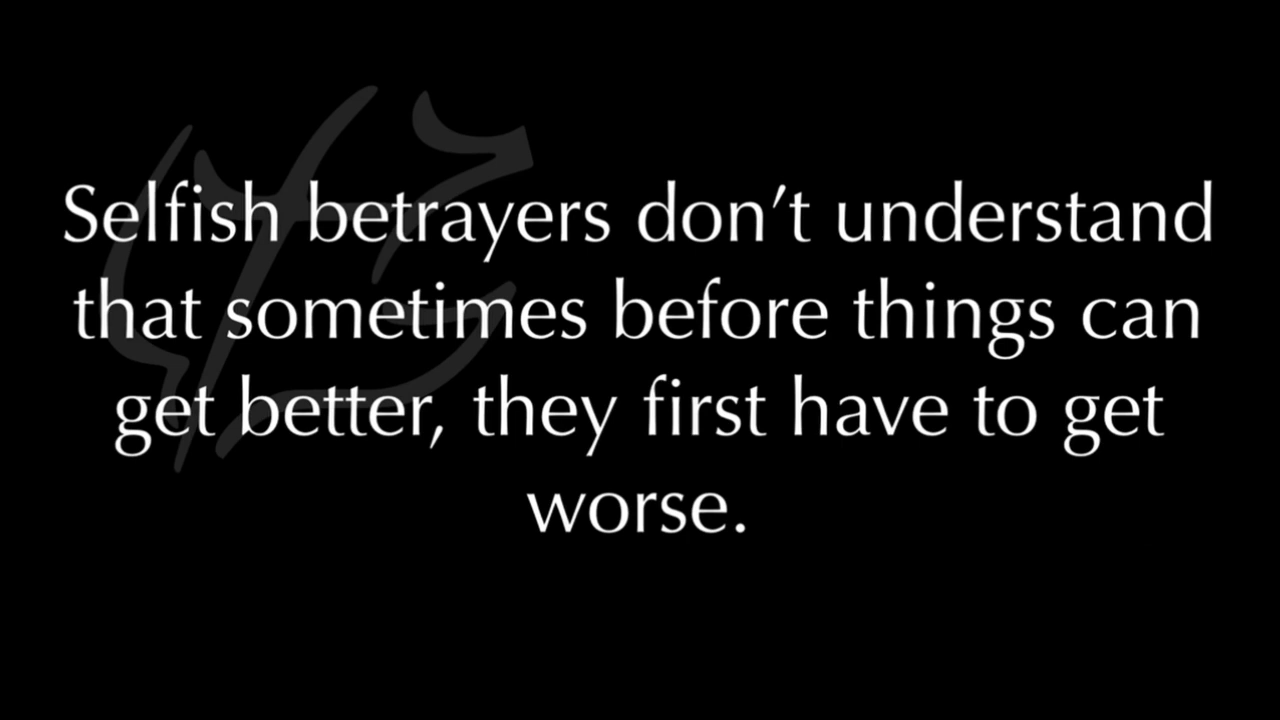 Selfish betrayers don’t understand
that sometimes before things can
get better, they first have to get
worse.